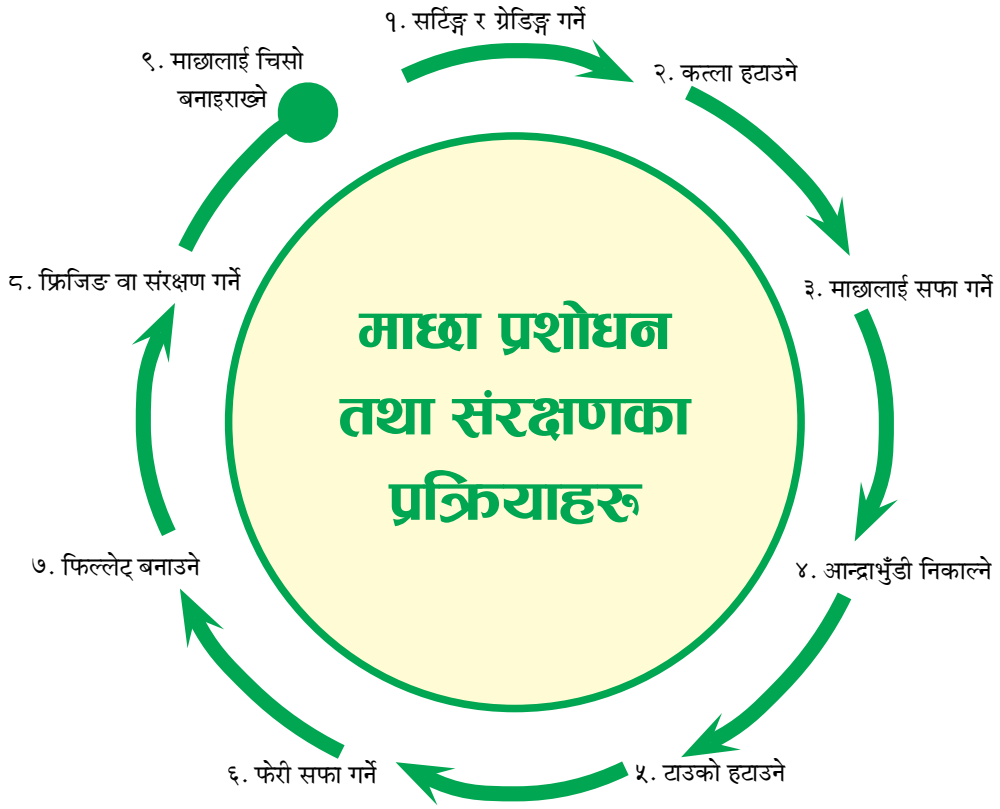 माछा प्रशोधन
तथा संरक्षणका
प्रक्रियाहरु
१. सर्टिङ्ग र ग्रेडिङ्ग गर्ने
२. कत्ला हटाउने
३. माछालाई सफा गर्ने
४. आन्द्राभुँडी निकाल्ने
५. टाउको हटाउने
६. फेरी सफा गर्ने
७. फिल्लेट् बनाउने
८. फ्रिजिङ वा संरक्षण गर्ने
९. माछालाई चिसो
बनाइराख्ने